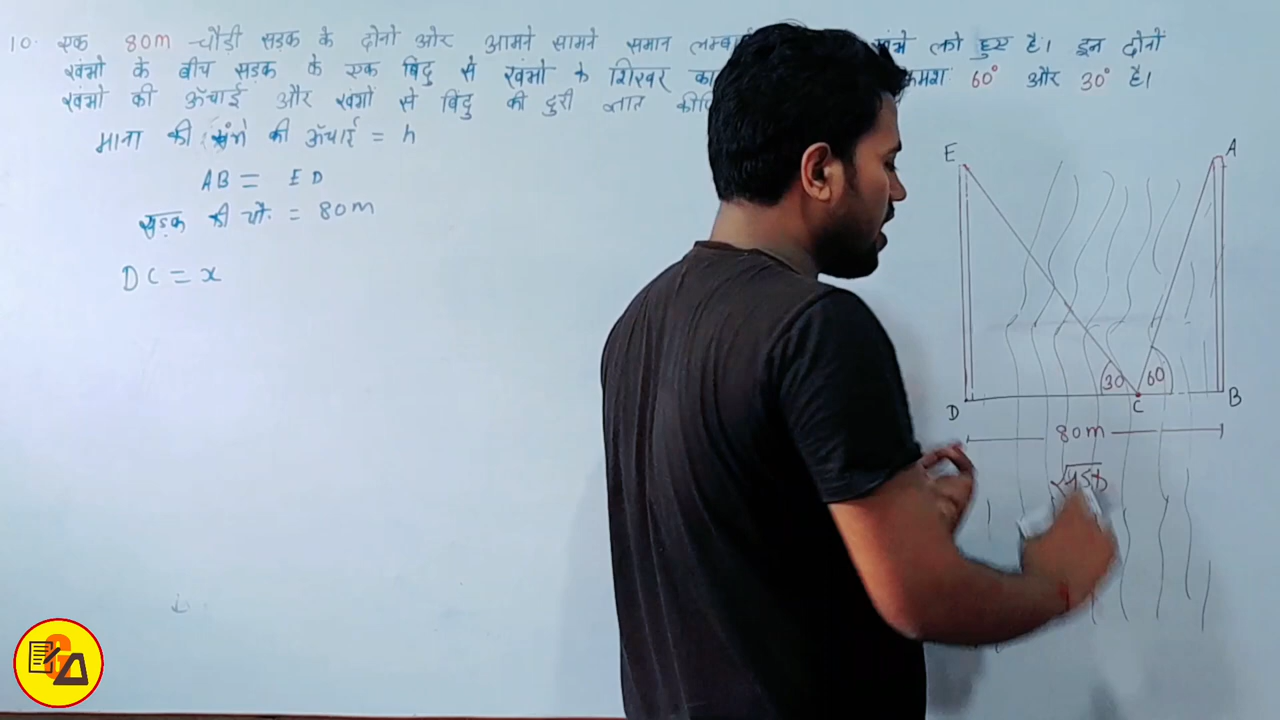 10. एक 80m चौड़ी सड़क के दोनों ओर आमने सामने समान लम्बाई खंभे लगे हुए हैं। इन दोनों
खंभो के बीच सड़क के एक बिंदु से खंभो के शिखर का क्रमश 60° और 30° है।
खंभो की ऊँचाई और खंभों से बिंदु की दुरी ज्ञात
माना की खंभे की ऊँचाई = h
AB = ED
सड़क की चौ. = 80m
DC = x
E
A
30
60°
D
C
B
80m